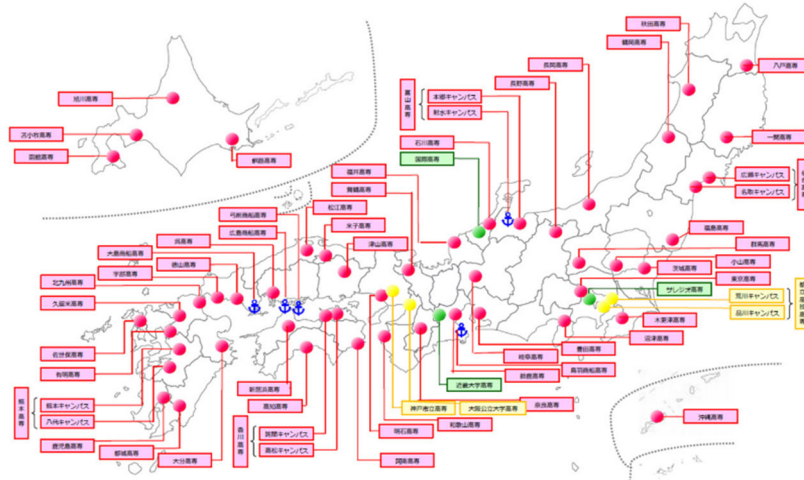 秋田高専
鶴岡高専
八戸高専
長岡高専
長野高専
富山高専
本郷キャンパス
射水キャンパス
旭川高専
苫小牧高専
函館高専
釧路高専
石川高専
国際高専
一関高専
広瀬キャンパス
名取キャンパス
福井高専
舞鶴高専
松江高専
弓削商船高専
米子高専
広島商船高専
津山高専
呉高専
大島商船高専
徳山高専
宇部高専
北九州高専
久留米高専
福島高専
群馬高専
小山高専
茨城高専
東京高専
サレジオ高専
荒川キャンパス
品川キャンパス
木更津高専
沼津高専
佐世保高専
有明高専
熊本高専
熊本キャンパス
八代キャンパス
鹿児島高専
都城高専
大分高専
新居浜高専
高知高専
香川高専
詫間キャンパス
高松キャンパス
阿南高専
明石高専
和歌山高専
神戸市立高専
大阪公立大学高専
奈良高専
近畿大学高専
鈴鹿高専
鳥羽商船高専
岐阜高専
豊田高専
沖縄高専